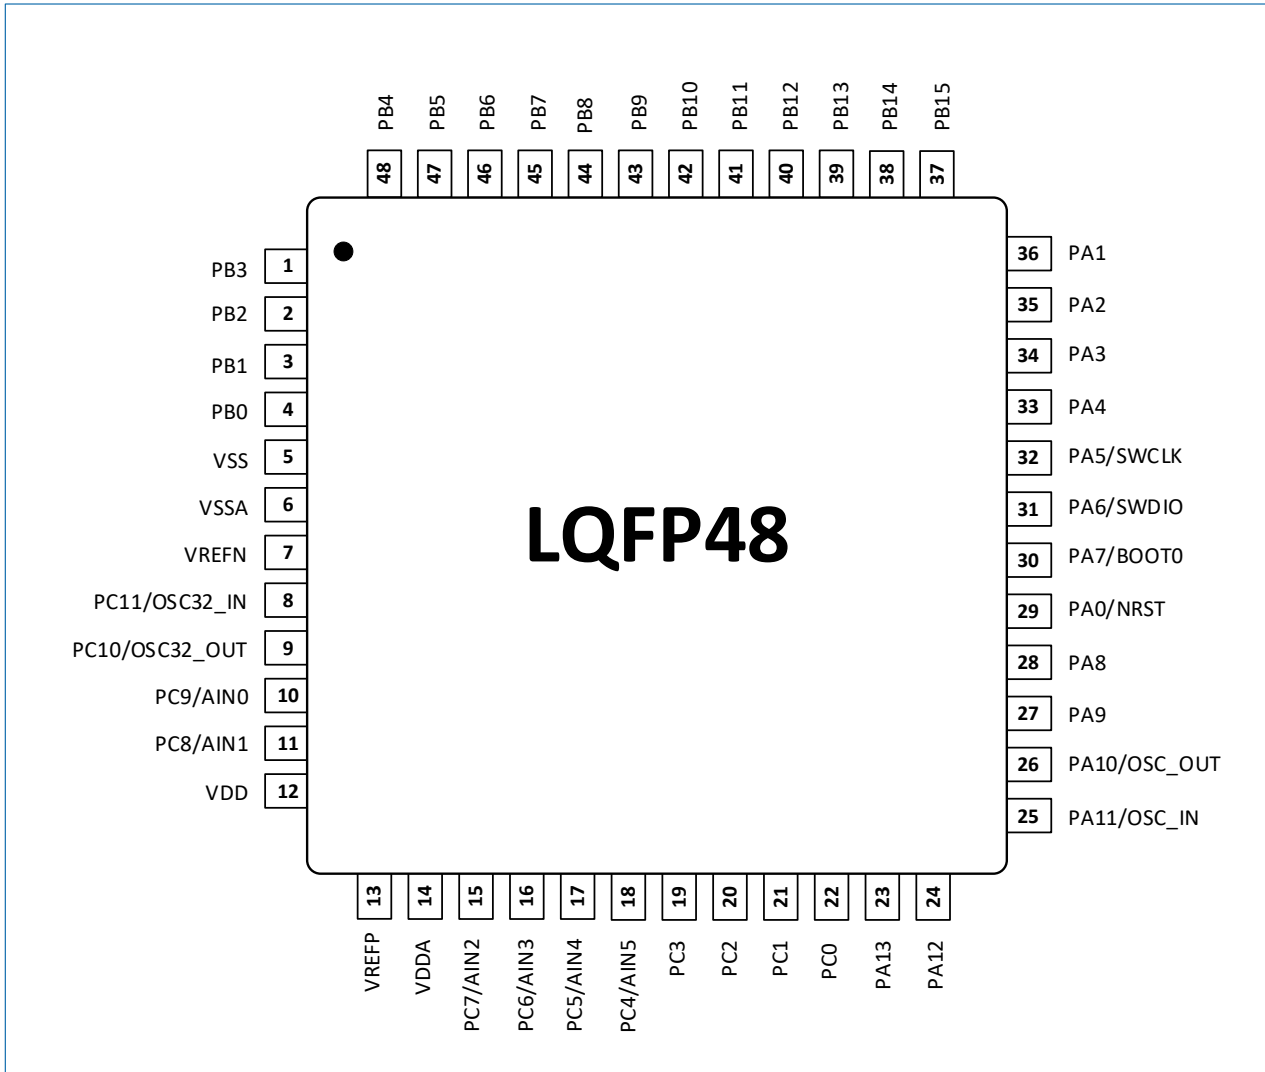 PB4 PB5 PB6 PB7 PB8 PB9 PB10 PB11 PB12 PB13 PB14 PB15
48 47 46 45 44 43 42 41 40 39 38 37
PB3 1
PB2 2
PB1 3
PB0 4
VSS 5
VSSA 6
VREFN 7
PC11/OSC32_IN 8
PC10/OSC32_OUT 9
PC9/AIN0 10
PC8/AIN1 11
VDD 12
LQFP48
36 PA1
35 PA2
34 PA3
33 PA4
32 PA5/SWCLK
31 PA6/SWDIO
30 PA7/BOOT0
29 PA0/NRST
28 PA8
27 PA9
26 PA10/OSC_OUT
25 PA11/OSC_IN
13 14 15 16 17 18 19 20 21 22 23 24
VREFP VDDA PC7/AIN2 PC6/AIN3 PC5/AIN4 PC4/AIN5 PC3 PC2 PC1 PC0 PA13 PA12